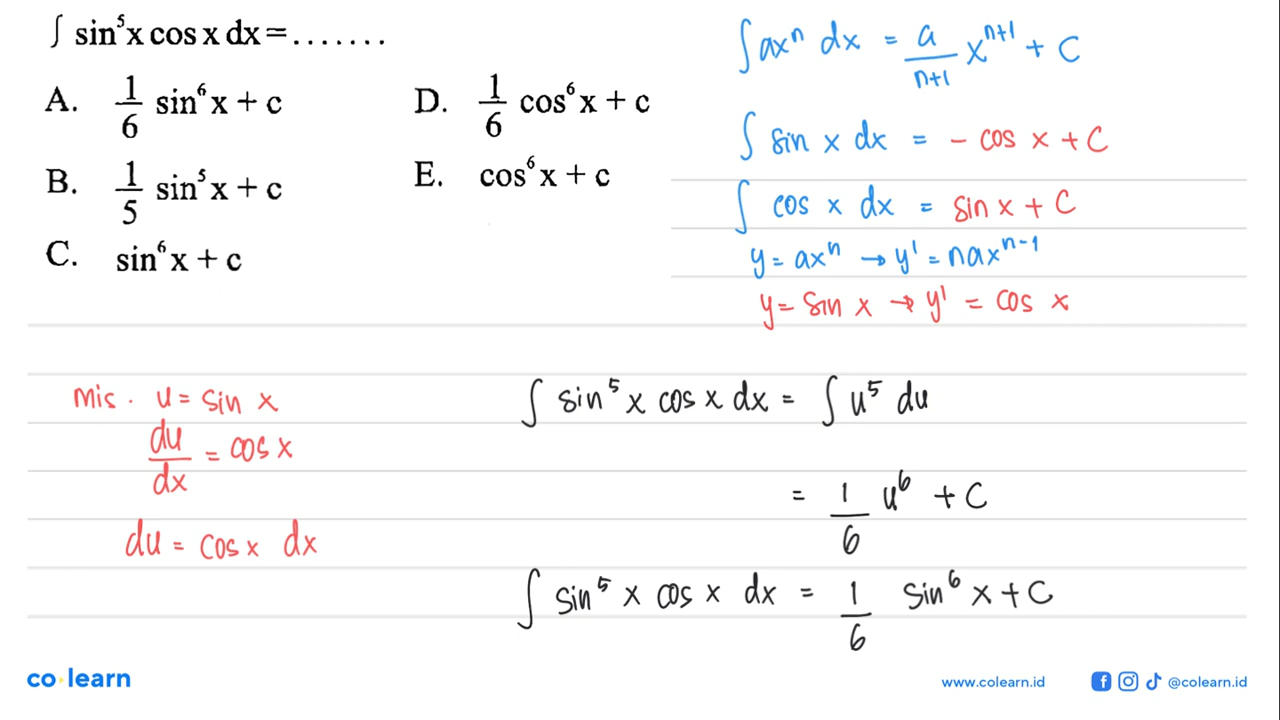 ∫ sin⁵x cos x dx = .......
A. 1/6 sin⁶x + c
B. 1/5 sin⁵x + c
C. sin⁶x + c
D. 1/6 cos⁶x + c
E. cos⁶x + c
∫ axⁿ dx = a/(n+1) xⁿ⁺¹ + C
∫ sin x dx = - cos x + C
∫ cos x dx = sin x + C
y = axⁿ → y' = naxⁿ⁻¹
y = sin x → y' = cos x
Mis. u = sin x
du/dx = cos x
du = cos x dx
∫ sin⁵ x cos x dx = ∫ u⁵ du
= 1/6 u⁶ + C
∫ sin⁵ x cos x dx = 1/6 sin⁶ x + C
co·learn
www.colearn.id
@colearn.id